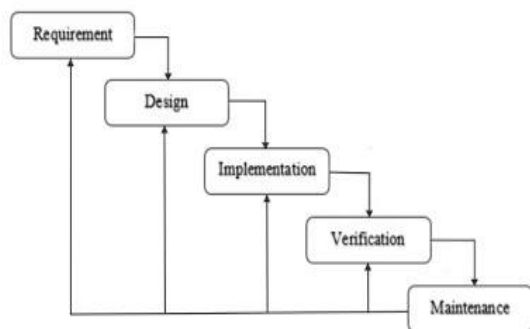 Requirement
Design
Implementation
Verification
Maintenance